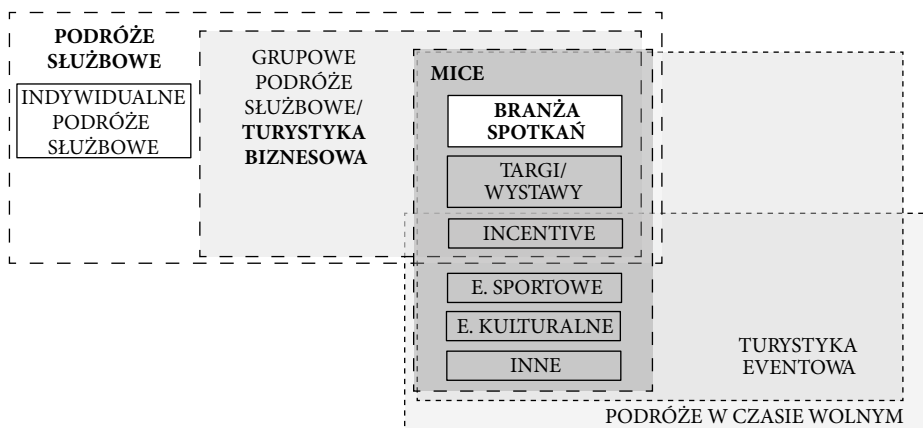 PODRÓŻE
SŁUŻBOWE
INDYWIDUALNE
PODRÓŻE
SŁUŻBOWE
GRUPOWE
PODRÓŻE
SŁUŻBOWE/
TURYSTYKA
BIZNESOWA
MICE
BRANŻA
SPOTKAŃ
TARGI/
WYSTAWY
INCENTIVE
E. SPORTOWE
E. KULTURALNE
INNE
TURYSTYKA
EVENTOWA
PODRÓŻE W CZASIE WOLNYM